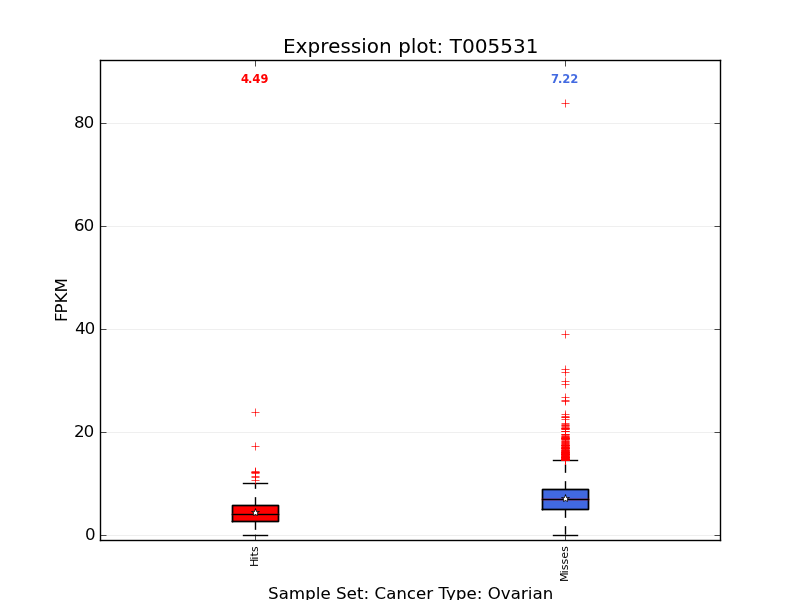 Expression plot: T005531
4.49
7.22
80
60
40
20
0
FPKM
Hits
Misses
Sample Set: Cancer Type: Ovarian